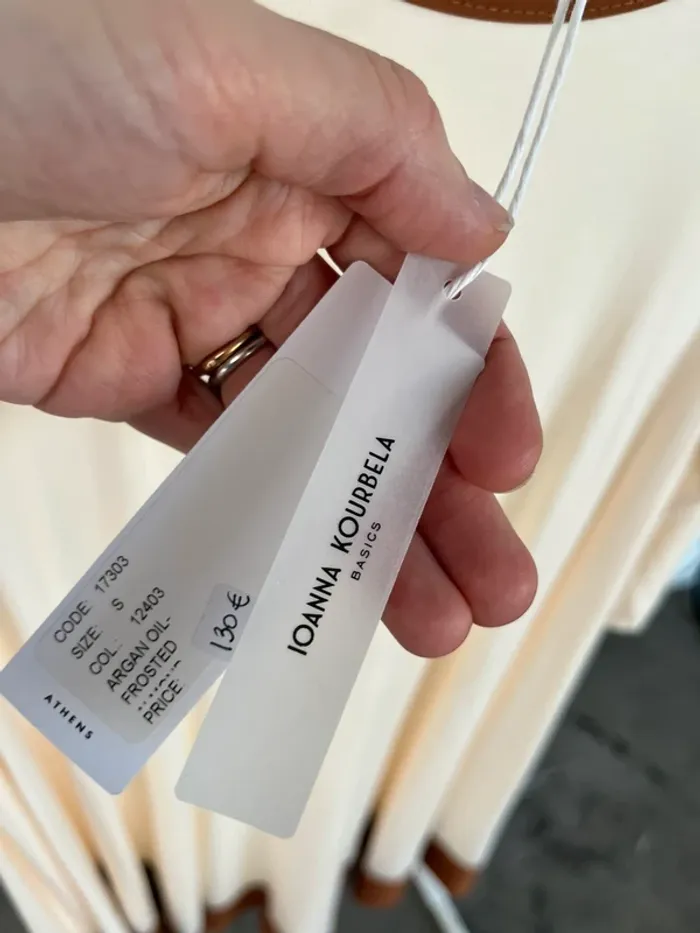 CODE: 17303
SIZE: S
COL.: 12403
ARGAN OIL-
FROSTED
PRICE:
130 €
ATHENS
IOANNA KOURBELA
BASICS